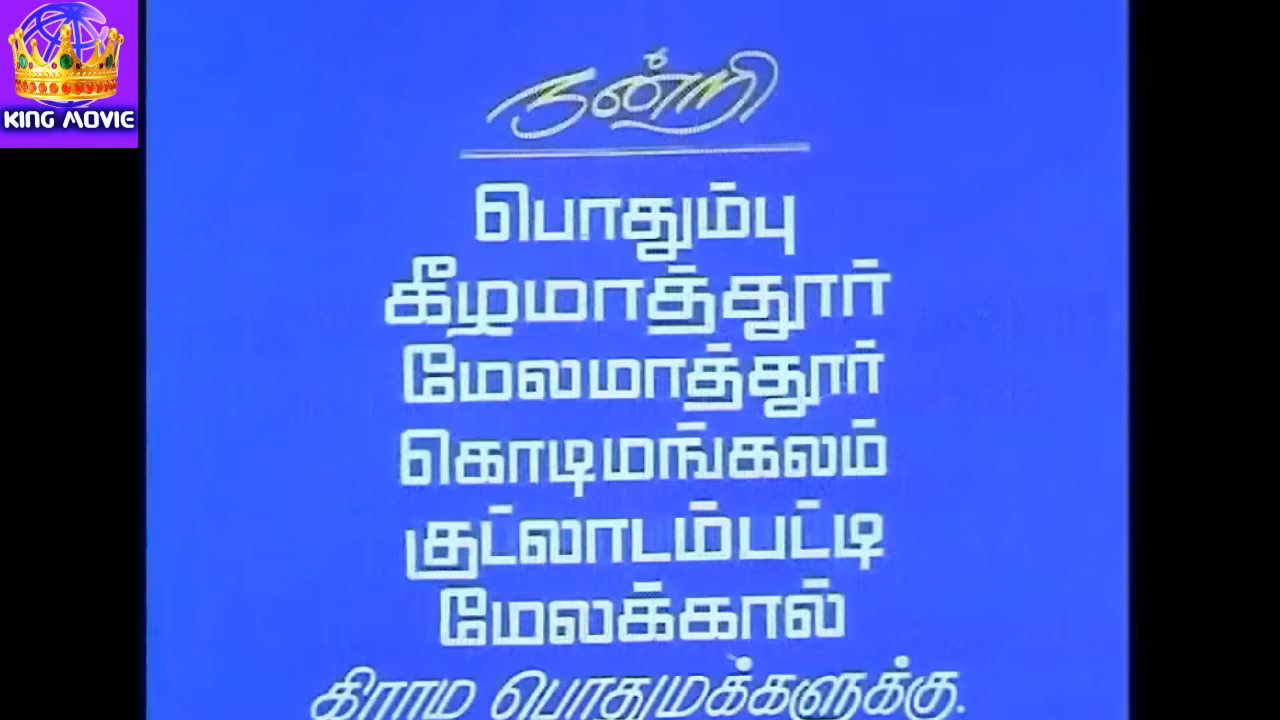 KING MOVIE
நன்றி
பொதும்பு
கீழமாத்தூர்
மேலமாத்தூர்
கொடிமங்கலம்
குட்லாடம்பட்டி
மேலக்கால்
கிராம பொதுமக்களுக்கு.